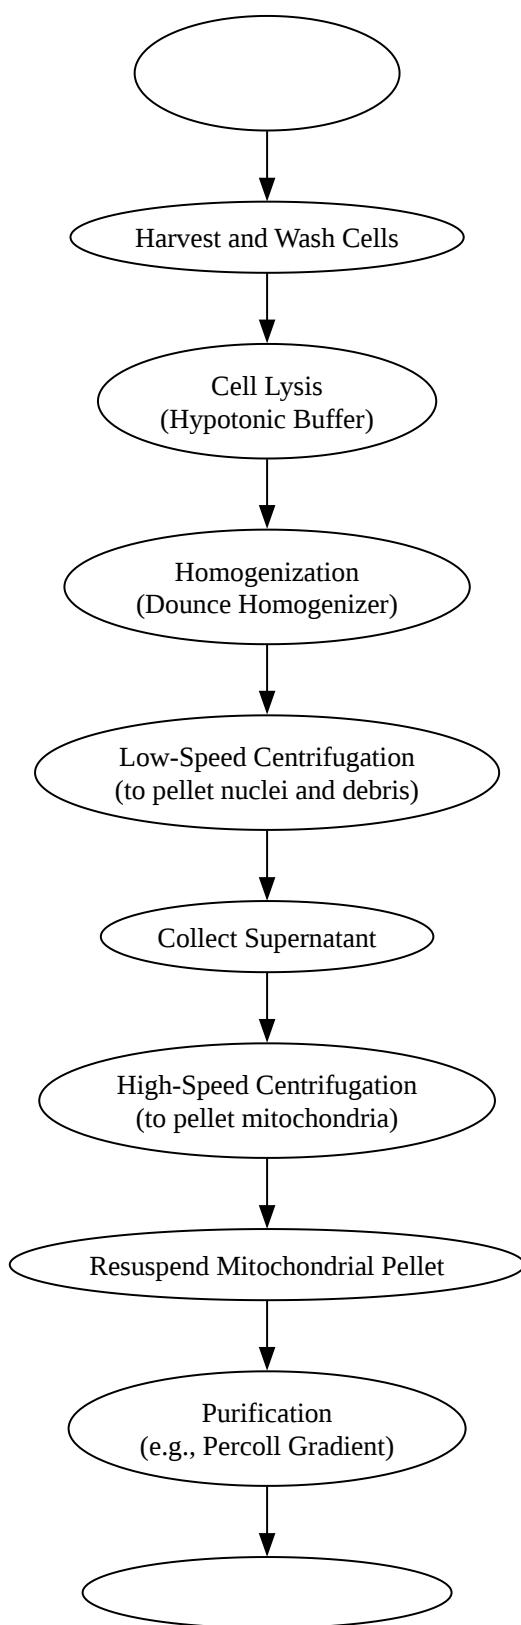 Harvest and Wash Cells
Cell Lysis
(Hypotonic Buffer)
Homogenization
(Dounce Homogenizer)
Low-Speed Centrifugation
(to pellet nuclei and debris)
Collect Supernatant
High-Speed Centrifugation
(to pellet mitochondria)
Resuspend Mitochondrial Pellet
Purification
(e.g., Percoll Gradient)